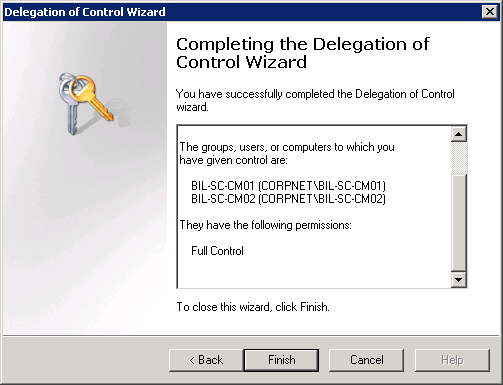 Delegation of Control Wizard
Completing the Delegation of
Control Wizard
You have successfully completed the Delegation of Control
wizard.
The groups, users, or computers to which you
have given control are:
BIL-SC-CM01 (CORPNET\BIL-SC-CM01)
BIL-SC-CM02 (CORPNET\BIL-SC-CM02)
They have the following permissions:
Full Control
To close this wizard, click Finish.
< Back Finish Cancel Help